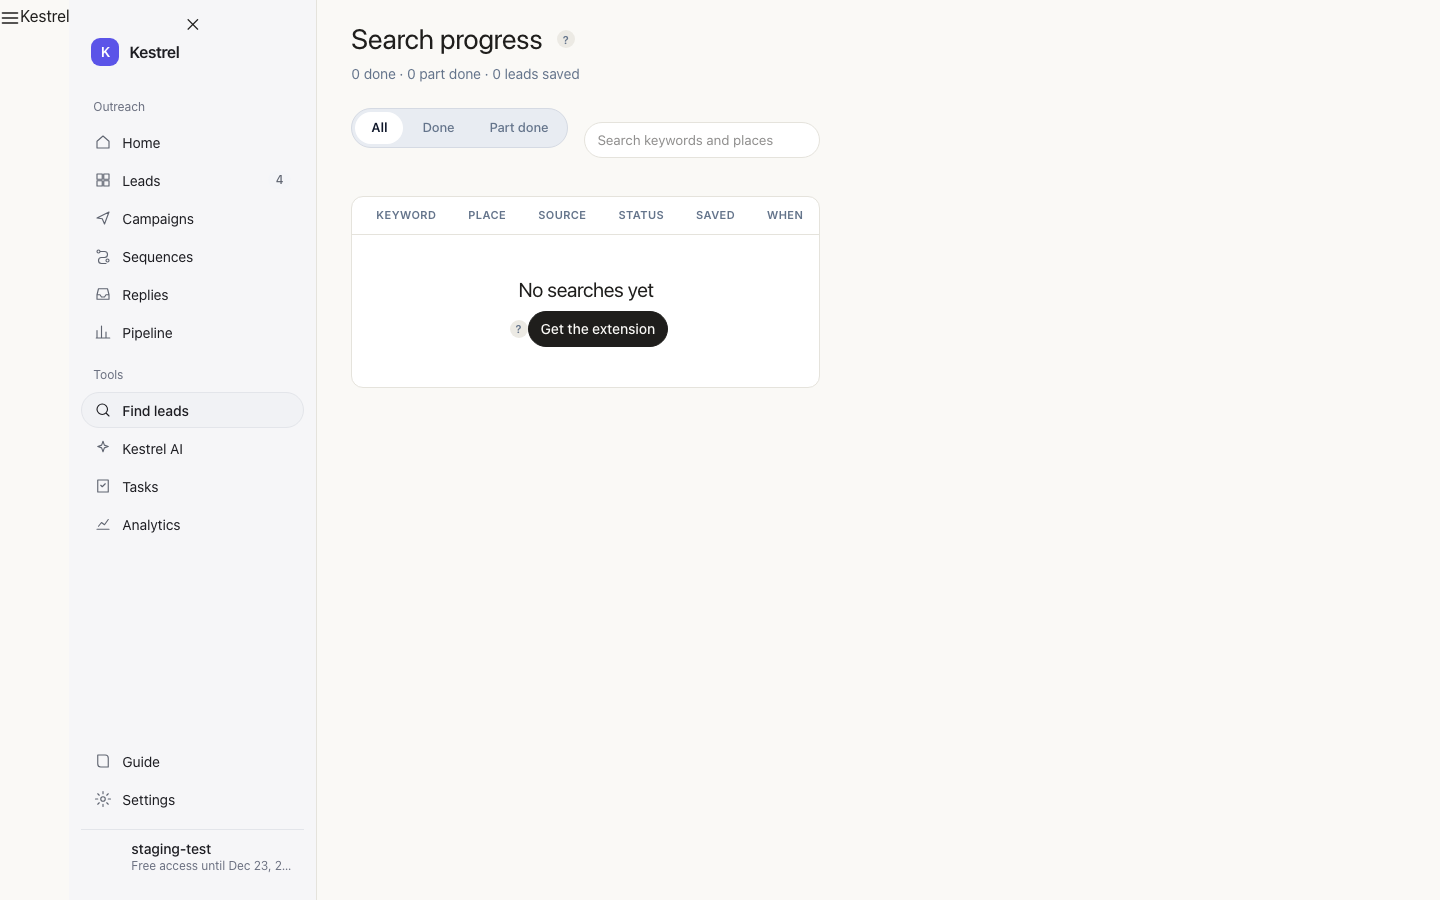 Kestrel
K Kestrel
Outreach
Home
Leads 4
Campaigns
Sequences
Replies
Pipeline
Tools
Find leads
Kestrel AI
Tasks
Analytics
Guide
Settings
staging-test
Free access until Dec 23, 2...
Search progress ?
0 done · 0 part done · 0 leads saved
All Done Part done
Search keywords and places
KEYWORD PLACE SOURCE STATUS SAVED WHEN
No searches yet
? Get the extension